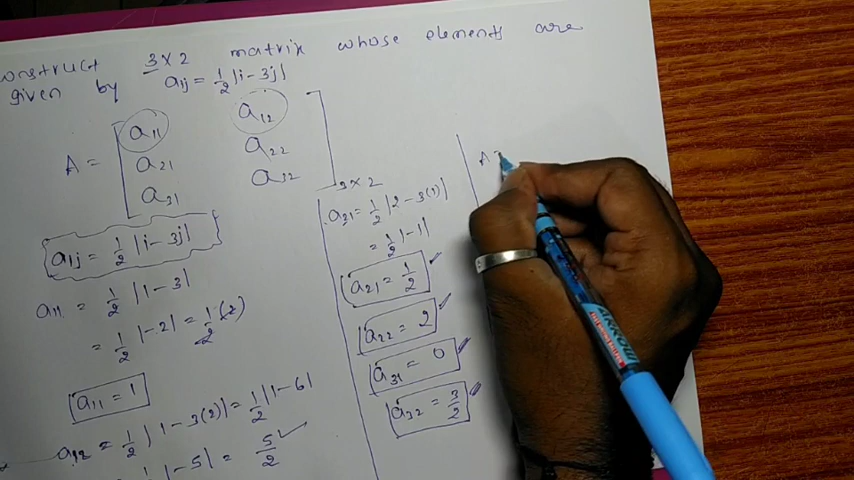 onstruct 3×2 matrix whose elements are
given by aij = 1/2 |i-3j|
A = [ a11 a12
a21 a22
a31 a32 ] 3×2
aij = 1/2 |i-3j|
a11 = 1/2 |1-3|
= 1/2 |-2| = 1/2 (2)
a11 = 1
a12 = 1/2 |1-3(2)| = 1/2 |1-6|
|-5| = 5/2 ✓
a21 = 1/2 |2-3(1)|
= 1/2 |-1|
a21 = 1/2 ✓
a22 = 2 ✓
a31 = 0 ✓
a32 = 3/2 ✓
A =